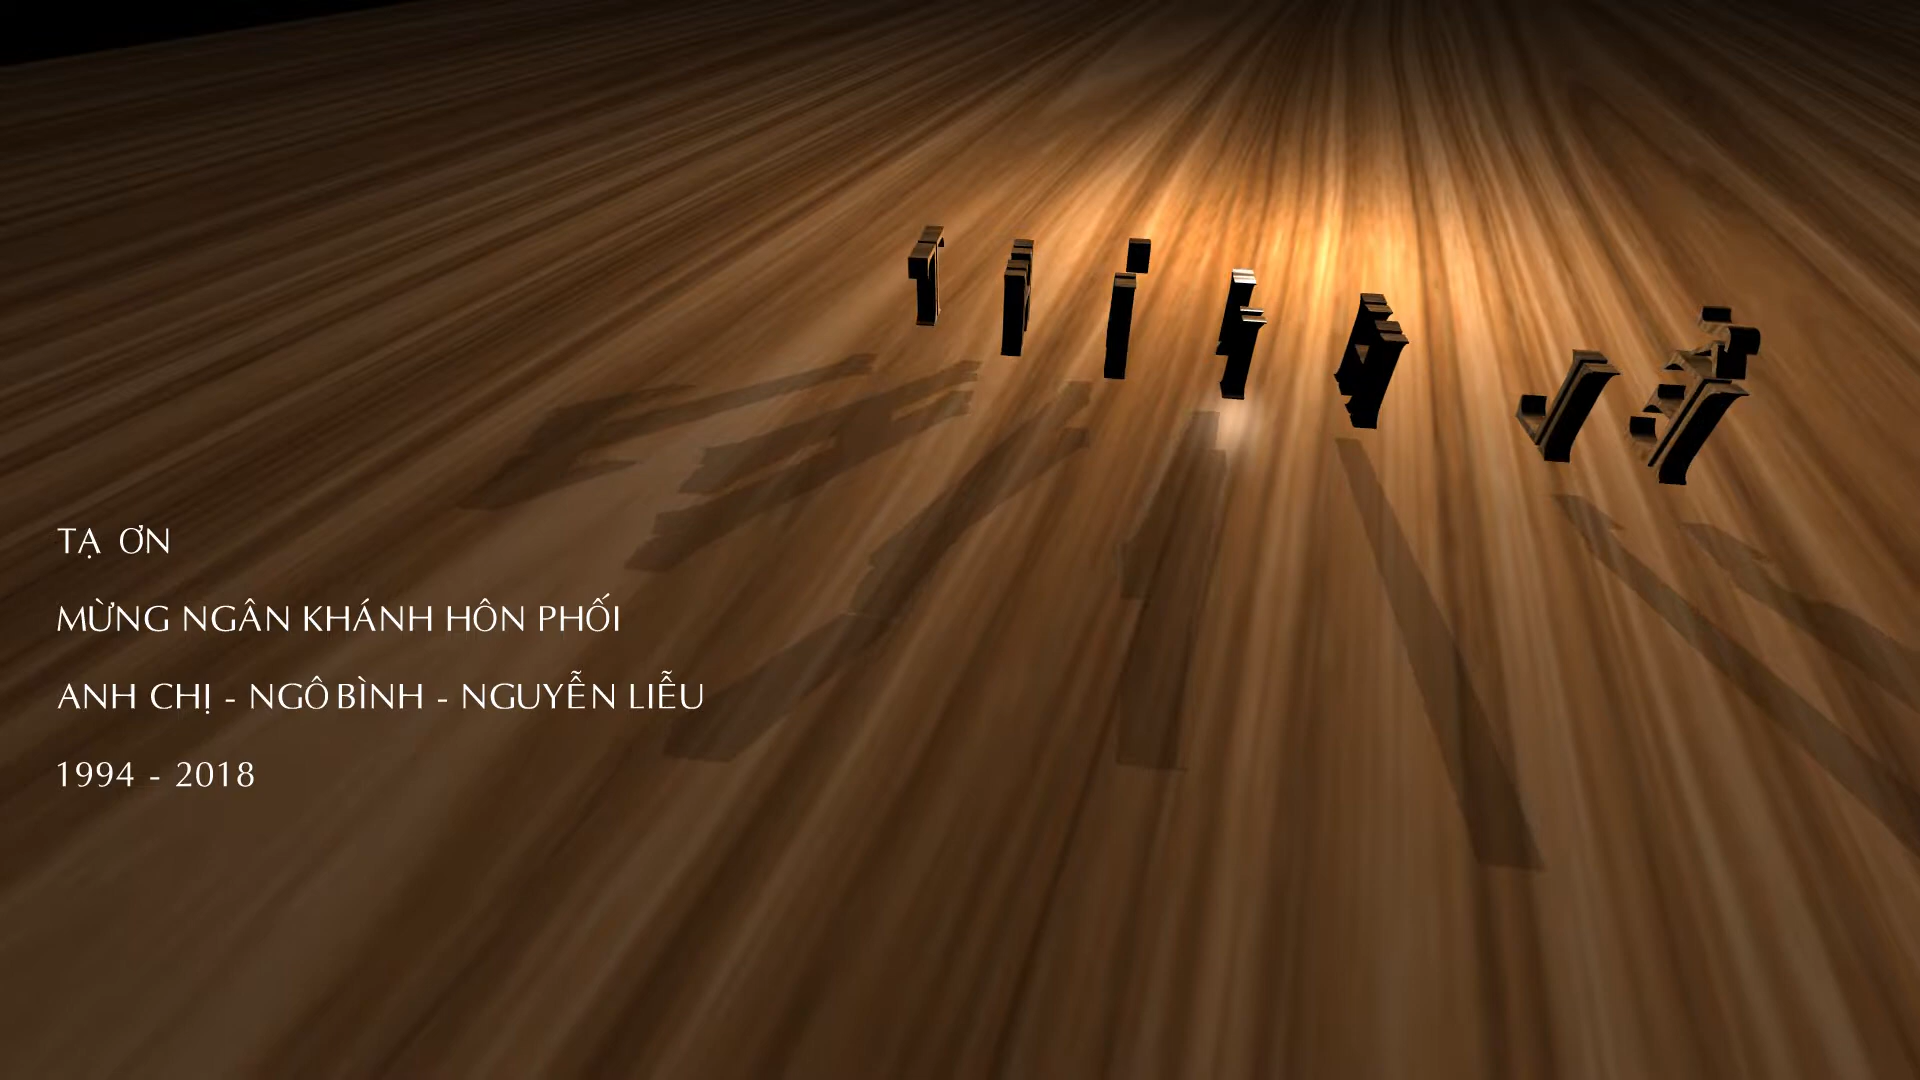 TẠ ƠN
MỪNG NGÂN KHÁNH HÔN PHỐI
ANH CHỊ - NGÔ BÌNH - NGUYỄN LIỄU
1994 - 2018